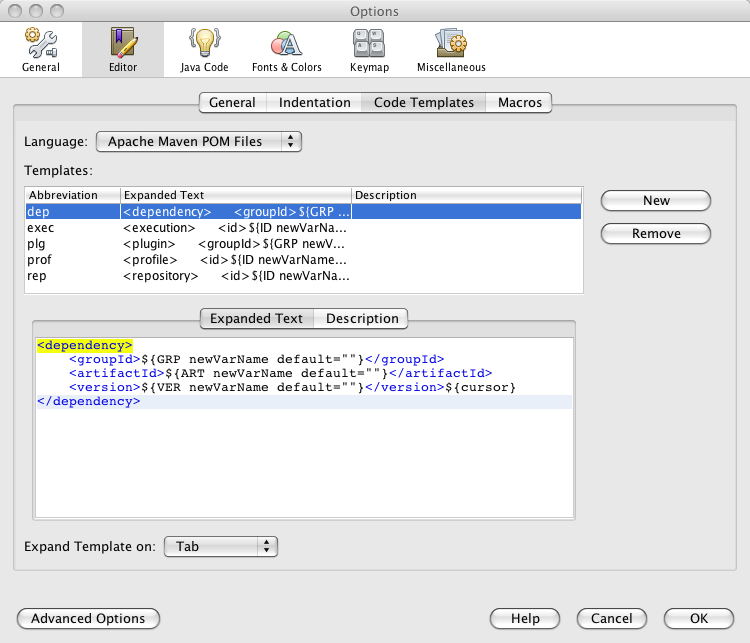 Options
General Editor Java Code Fonts & Colors Keymap Miscellaneous
General Indentation Code Templates Macros
Language: Apache Maven POM Files
Templates:
Abbreviation Expanded Text Description
dep <dependency> <groupId>${GRP ...
exec <execution> <id>${ID newVarNa...
plg <plugin> <groupId>${GRP newV...
prof <profile> <id>${ID newVarName...
rep <repository> <id>${ID newVarNa...
New
Remove
Expanded Text Description
<dependency>
<groupId>${GRP newVarName default=""}</groupId>
<artifactId>${ART newVarName default=""}</artifactId>
<version>${VER newVarName default=""}</version>${cursor}
</dependency>
Expand Template on: Tab
Advanced Options Help Cancel OK